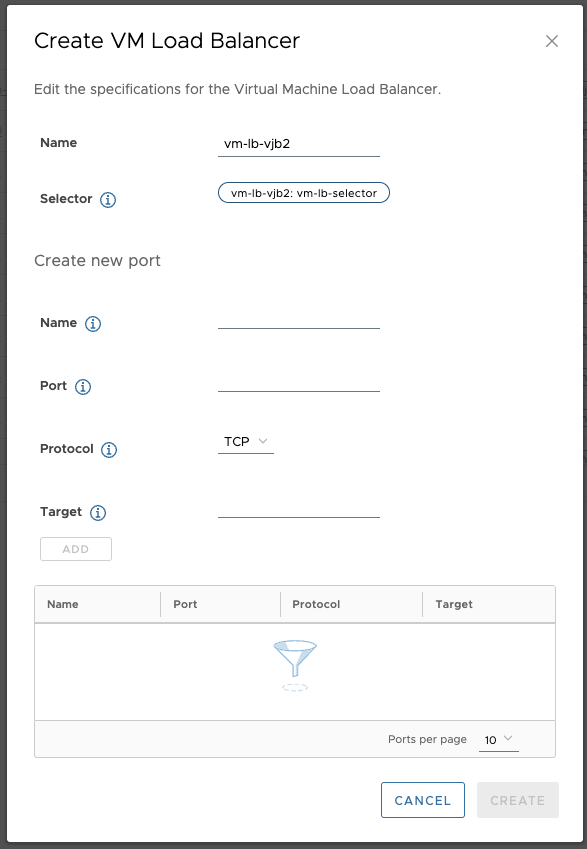 Create VM Load Balancer
Edit the specifications for the Virtual Machine Load Balancer.
Name vm-lb-vjb2
Selector vm-lb-vjb2: vm-lb-selector
Create new port
Name
Port
Protocol TCP
Target
ADD
Name Port Protocol Target
Ports per page 10
CANCEL CREATE